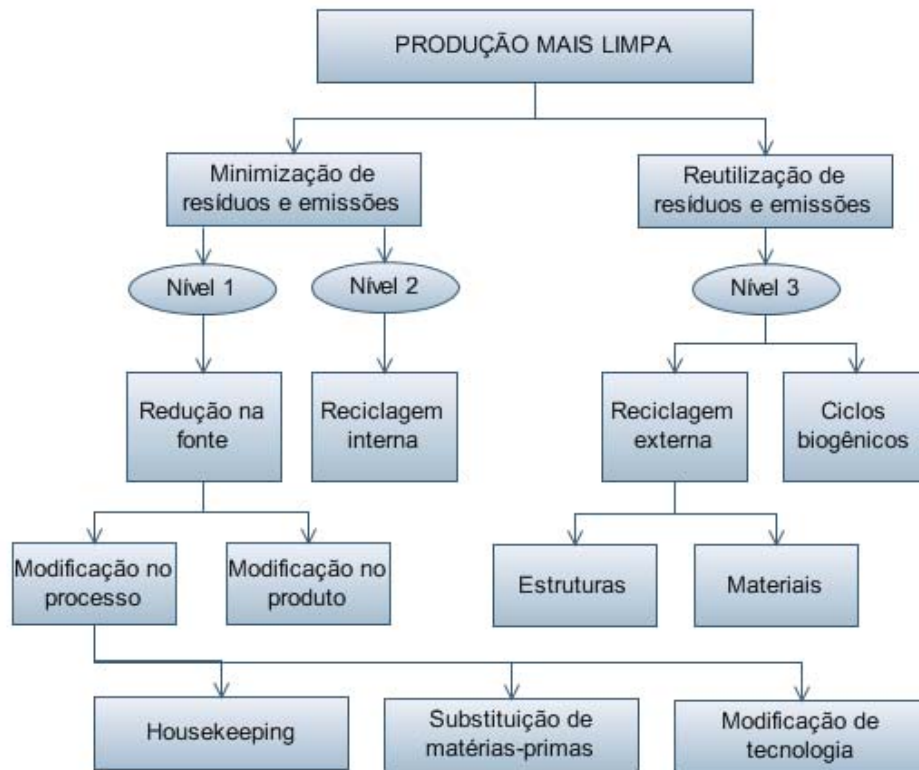 PRODUÇÃO MAIS LIMPA
Minimização de
resíduos e emissões
Reutilização de
resíduos e emissões
Nível 1
Nível 2
Nível 3
Redução na
fonte
Reciclagem
interna
Reciclagem
externa
Ciclos
biogênicos
Modificação no
processo
Modificação no
produto
Estruturas
Materiais
Housekeeping
Substituição de
matérias-primas
Modificação de
tecnologia